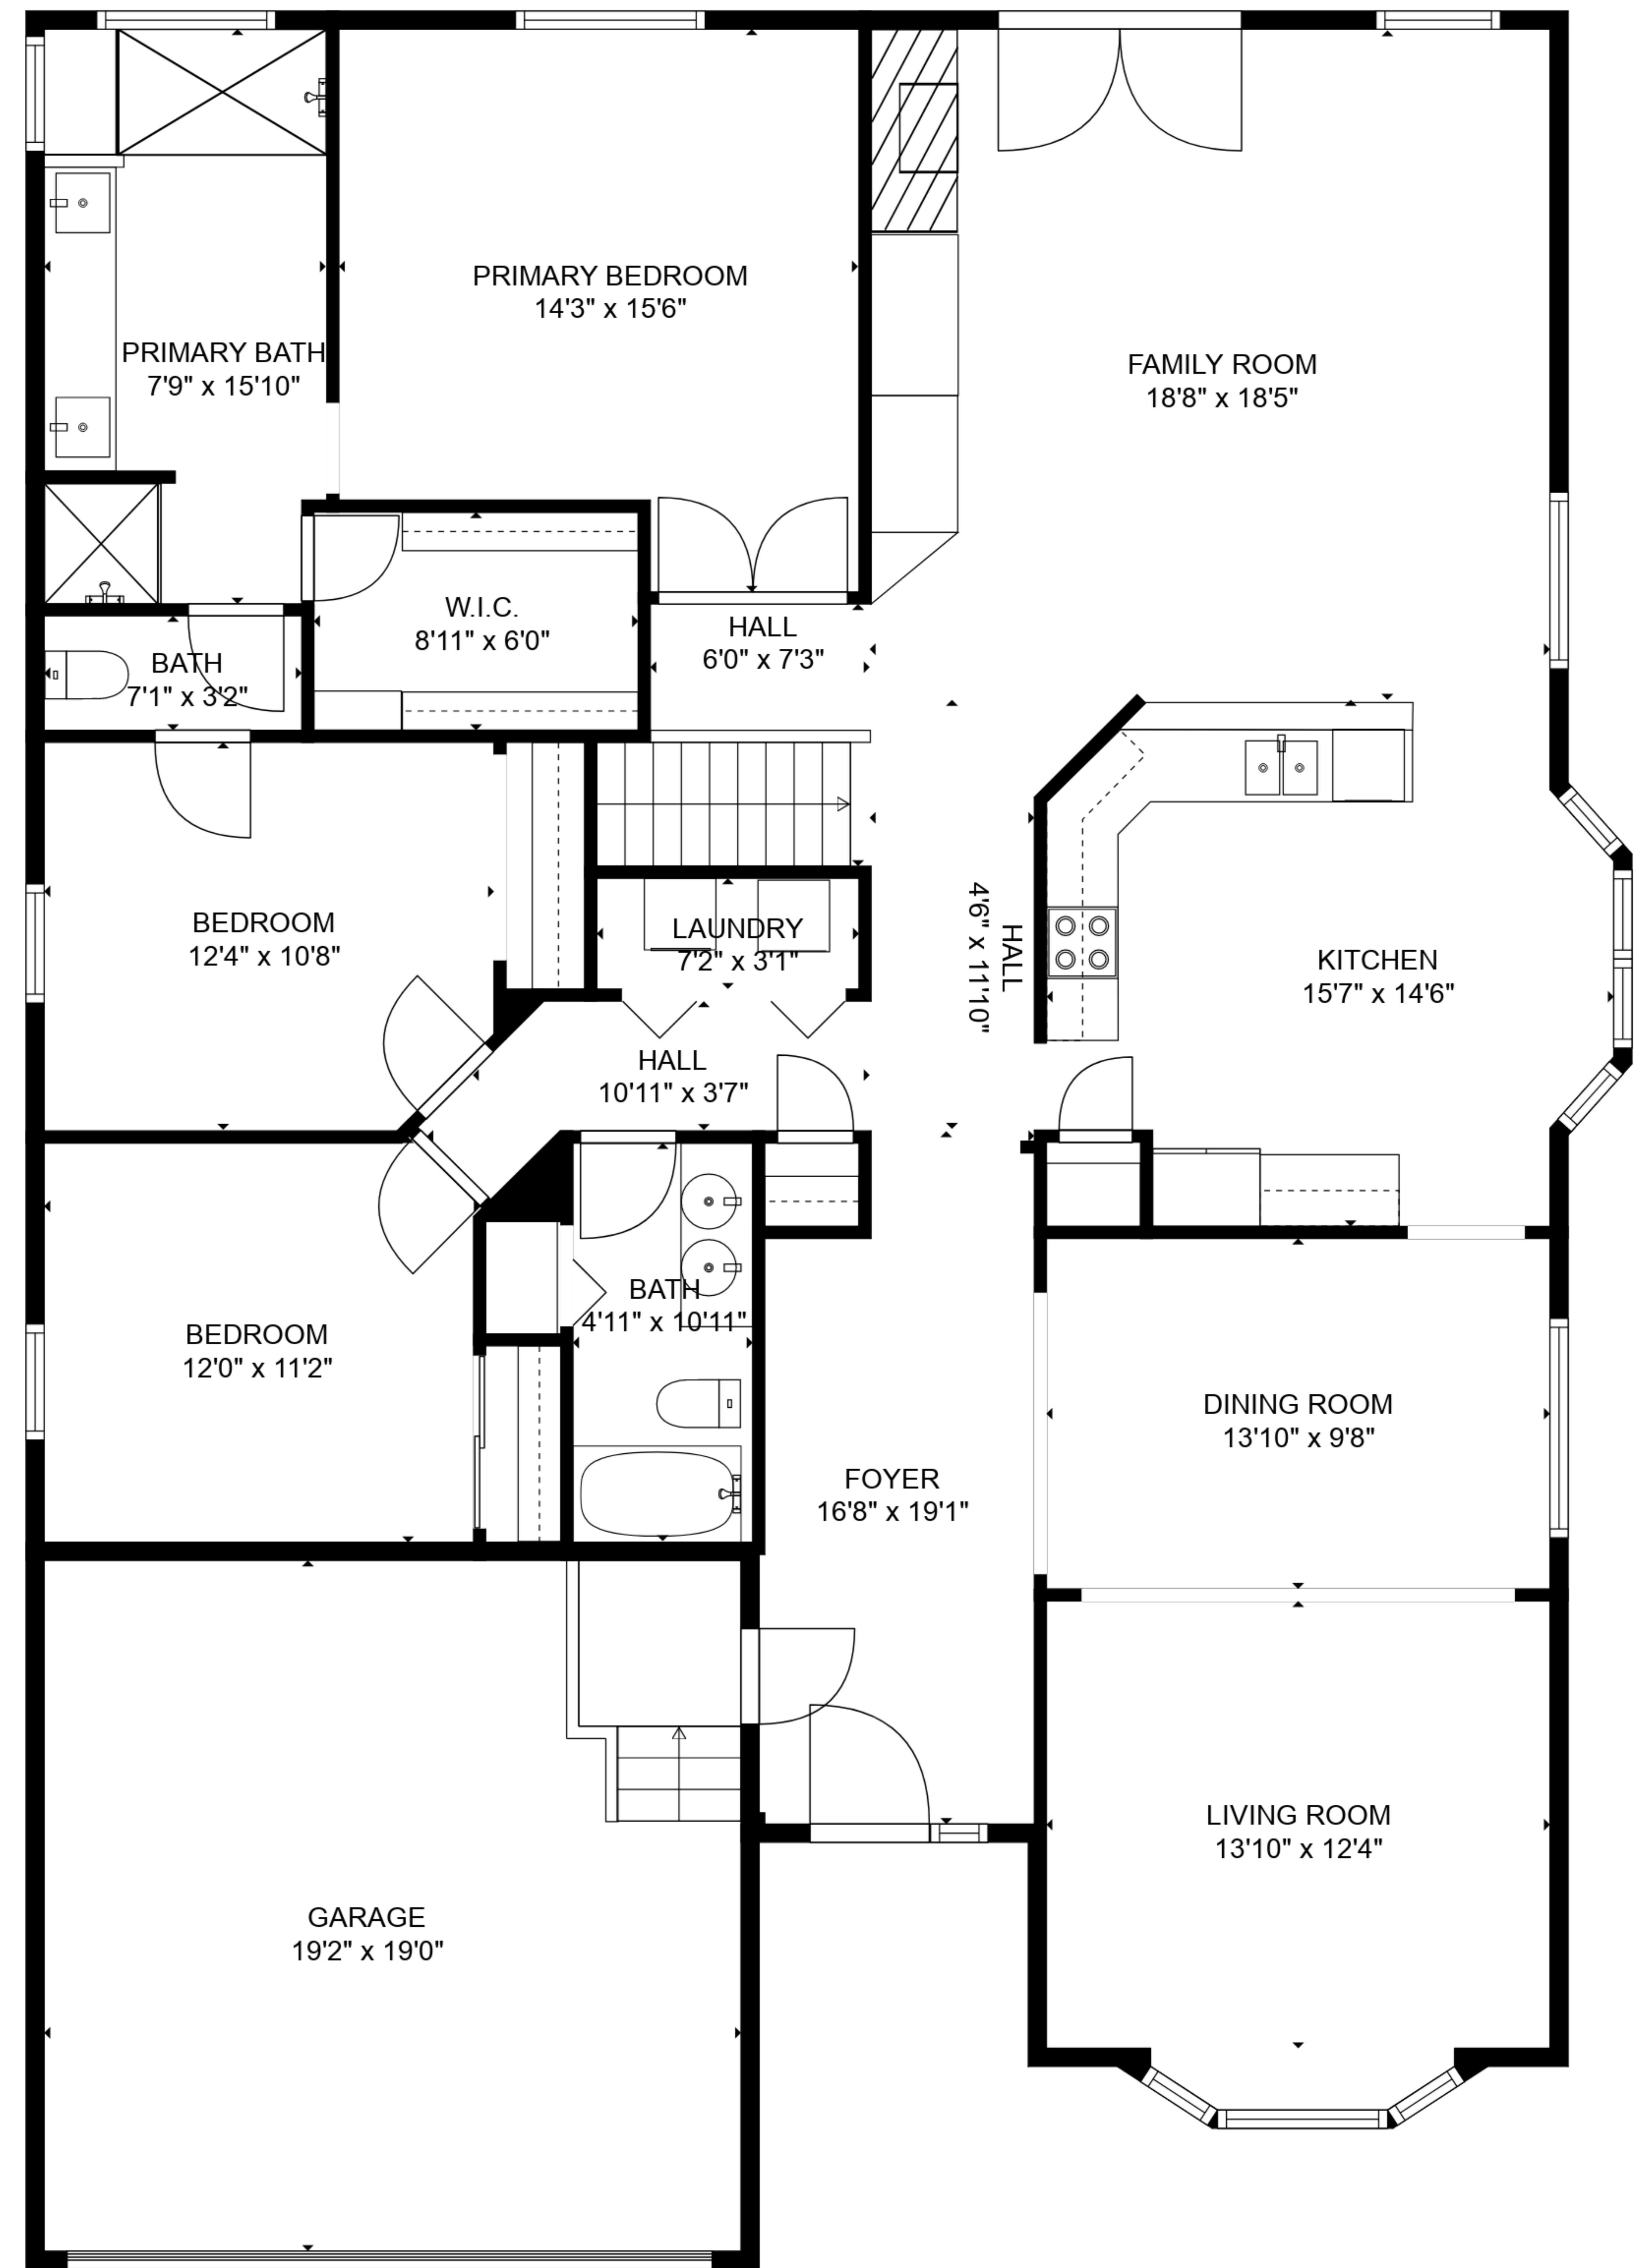 PRIMARY BEDROOM
14'3" x 15'6"
PRIMARY BATH
7'9" x 15'10"
FAMILY ROOM
18'8" x 18'5"
W.I.C.
8'11" x 6'0"
HALL
6'0" x 7'3"
BATH
7'1" x 3'2"
BEDROOM
12'4" x 10'8"
LAUNDRY
7'2" x 3'1"
HALL
4'6" x 11'10"
KITCHEN
15'7" x 14'6"
HALL
10'11" x 3'7"
BATH
4'11" x 10'11"
BEDROOM
12'0" x 11'2"
DINING ROOM
13'10" x 9'8"
FOYER
16'8" x 19'1"
LIVING ROOM
13'10" x 12'4"
GARAGE
19'2" x 19'0"